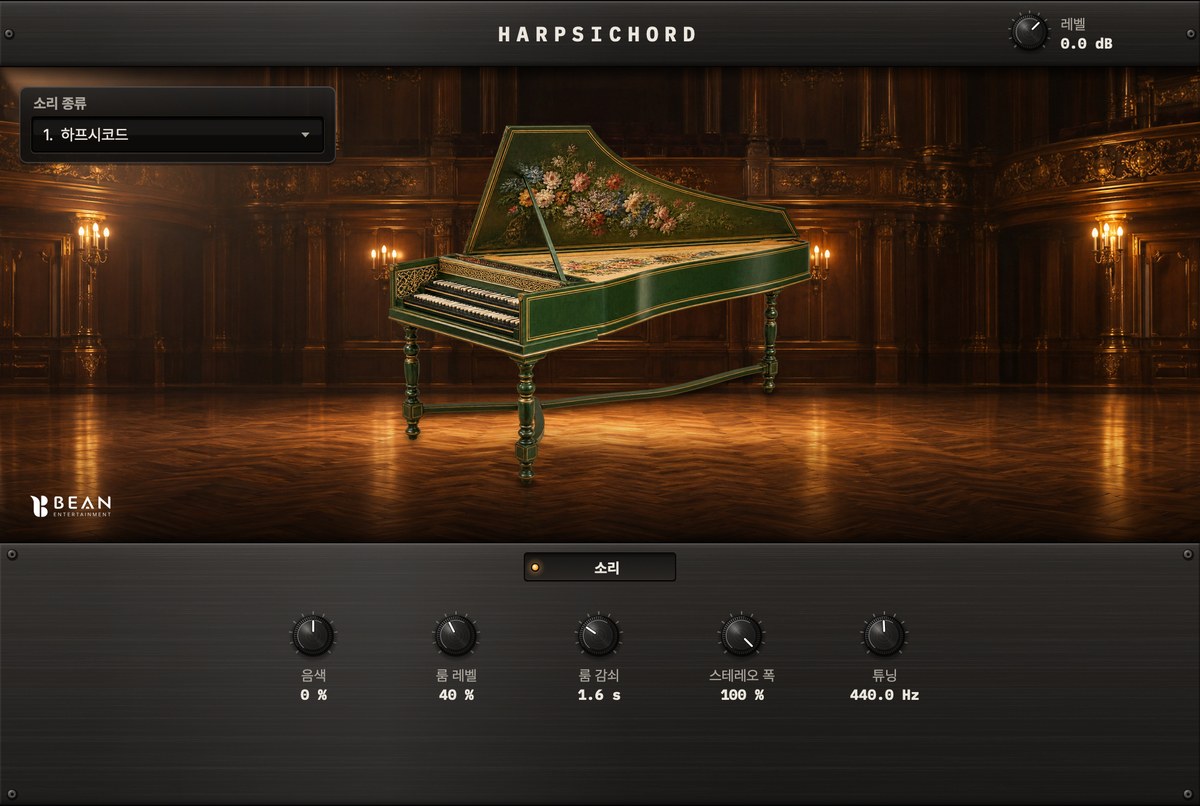 HARPSICHORD
레벨
0.0 dB
소리 종류
1. 하프시코드
BEAN
ENTERTAINMENT
소리
음색
0 %
룸 레벨
40 %
룸 감쇠
1.6 s
스테레오 폭
100 %
튜닝
440.0 Hz